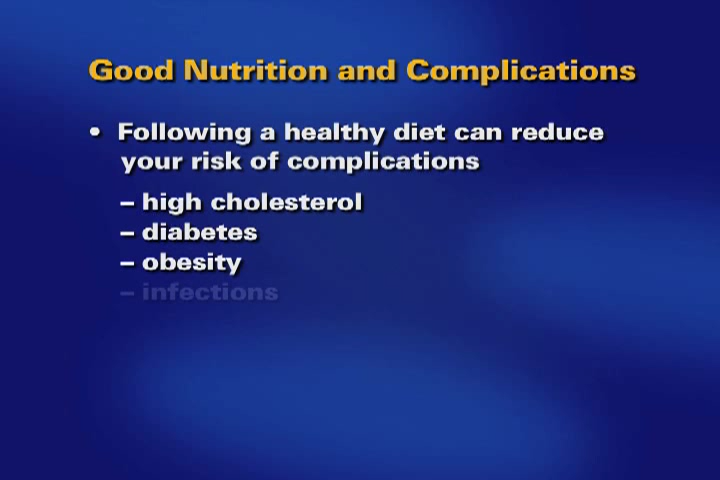 Good Nutrition and Complications
• Following a healthy diet can reduce
your risk of complications
– high cholesterol
– diabetes
– obesity
– infections